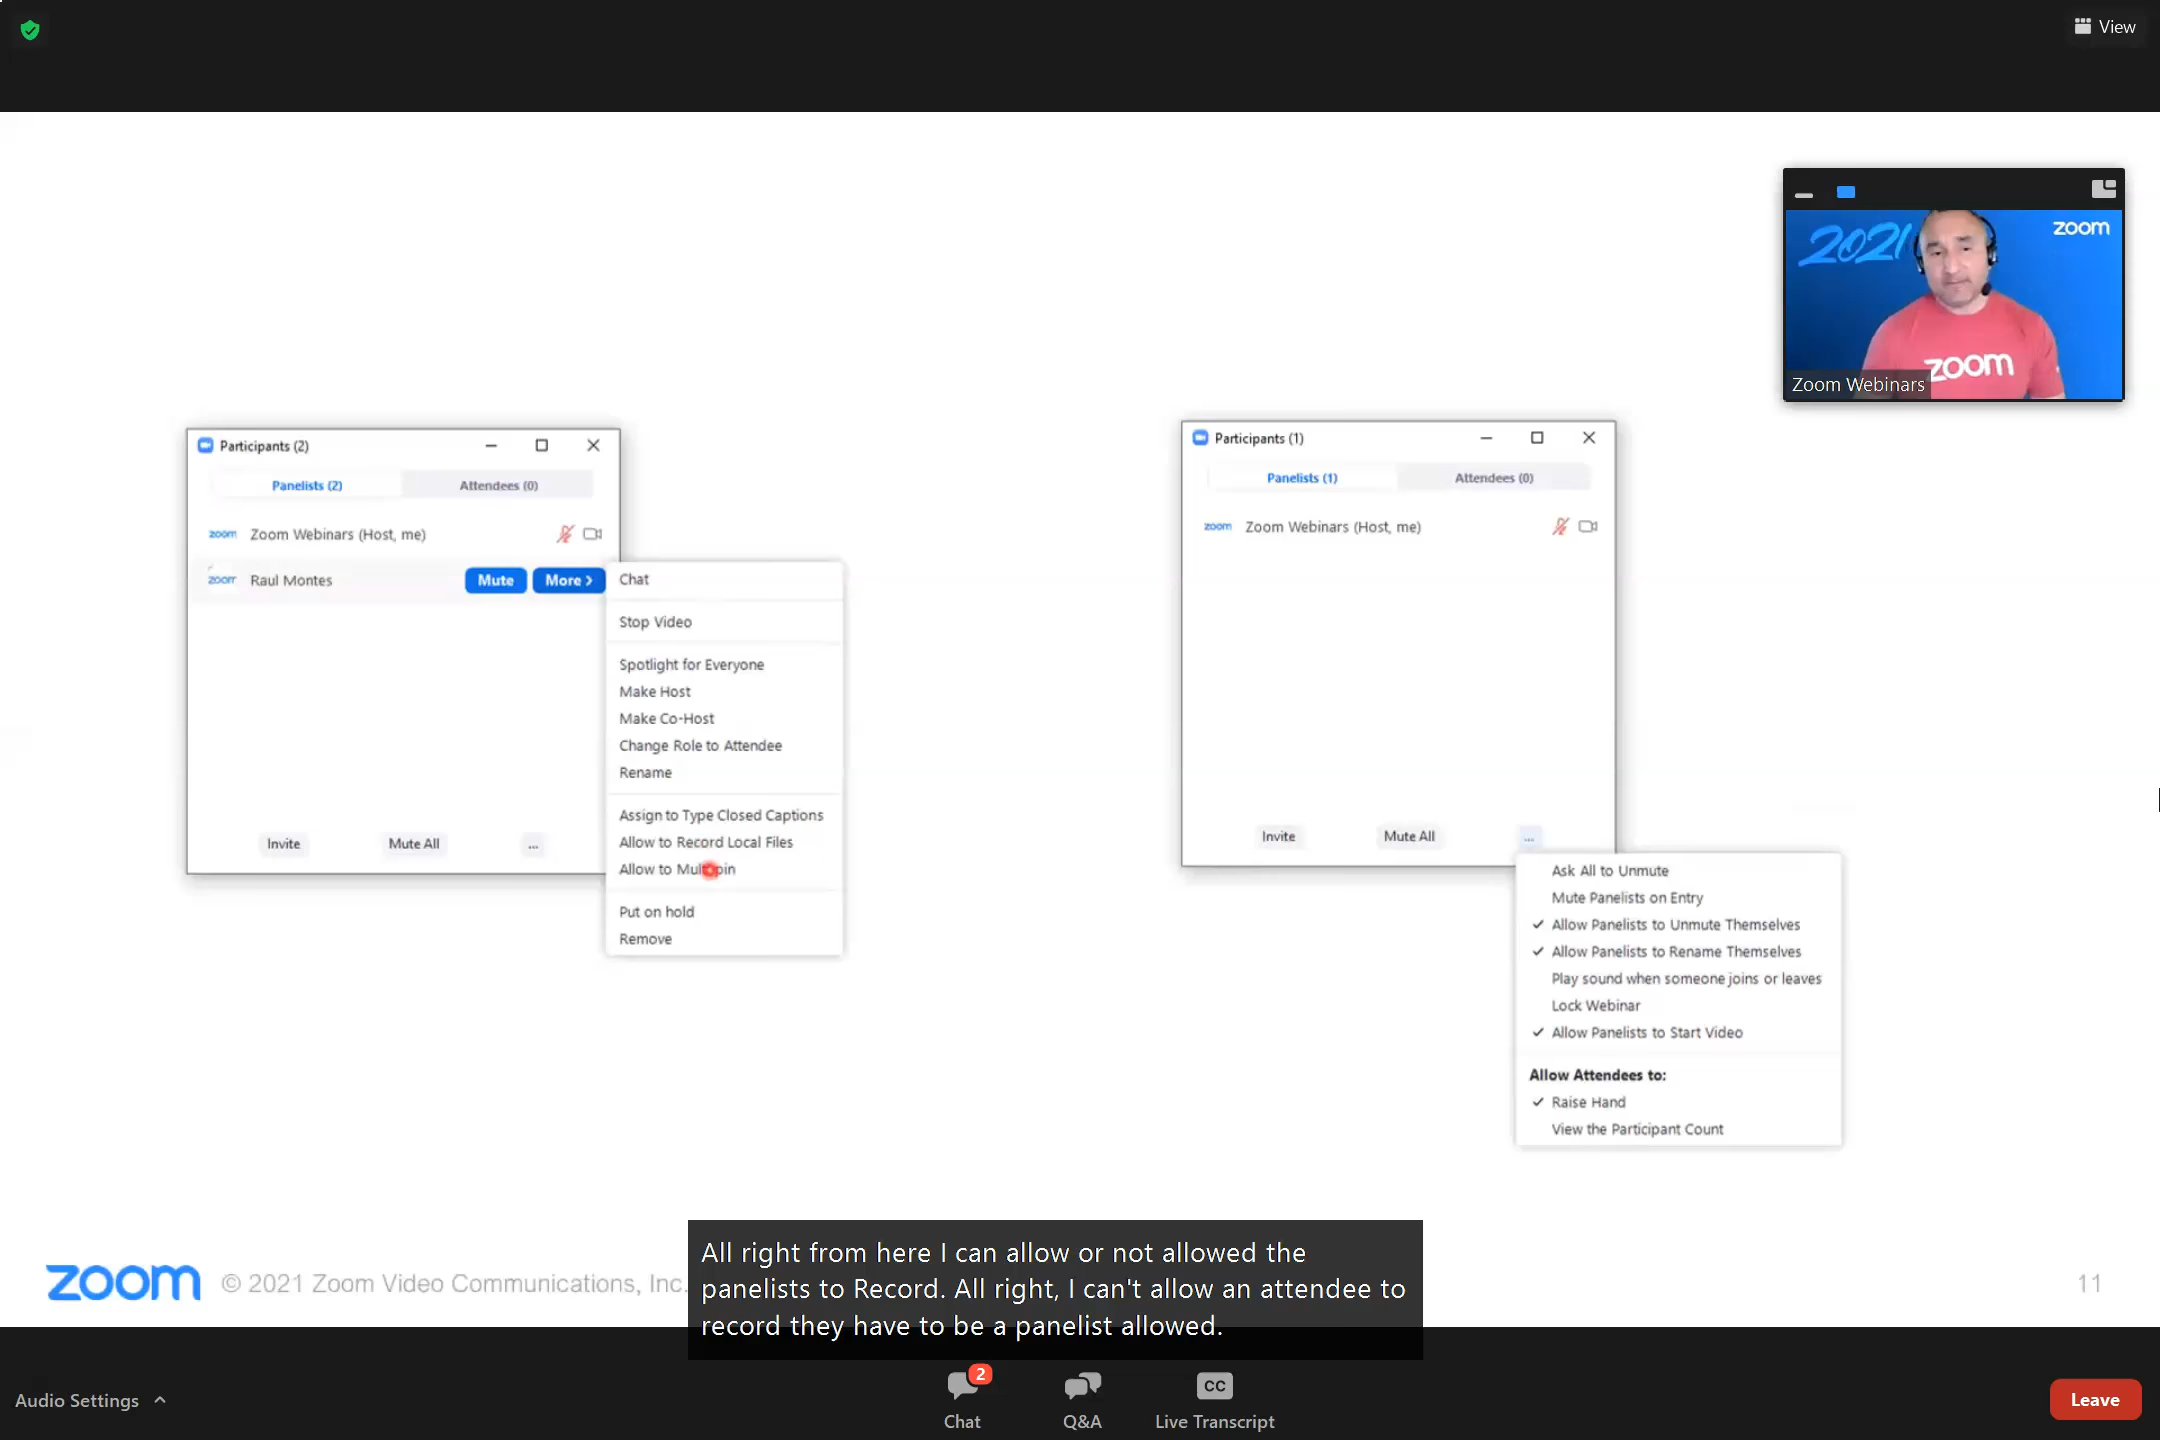 View
2021
zoom
zoom
Zoom Webinars
Participants (2)
Panelists (2)
Attendees (0)
zoom Zoom Webinars (Host, me)
zoom Raul Montes
Mute
More >
Chat
Stop Video
Spotlight for Everyone
Make Host
Make Co-Host
Change Role to Attendee
Rename
Assign to Type Closed Captions
Allow to Record Local Files
Allow to Multi-pin
Put on hold
Remove
Invite
Mute All
...
Participants (1)
Panelists (1)
Attendees (0)
zoom Zoom Webinars (Host, me)
Invite
Mute All
...
Ask All to Unmute
Mute Panelists on Entry
✓ Allow Panelists to Unmute Themselves
✓ Allow Panelists to Rename Themselves
Play sound when someone joins or leaves
Lock Webinar
✓ Allow Panelists to Start Video
Allow Attendees to:
✓ Raise Hand
View the Participant Count
zoom © 2021 Zoom Video Communications, Inc.
11
All right from here I can allow or not allowed the
panelists to Record. All right, I can't allow an attendee to
record they have to be a panelist allowed.
Audio Settings
2
Chat
Q&A
CC
Live Transcript
Leave